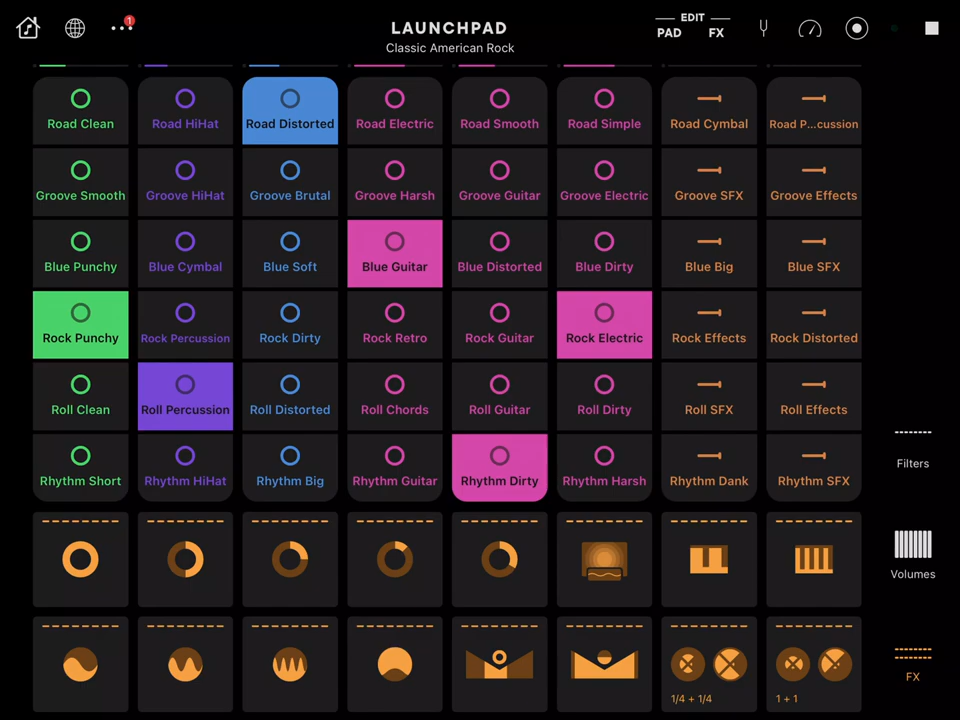 1
LAUNCHPAD
Classic American Rock
EDIT
PAD FX
Road Clean Road HiHat Road Distorted Road Electric Road Smooth Road Simple Road Cymbal Road P...cussion
Groove Smooth Groove HiHat Groove Brutal Groove Harsh Groove Guitar Groove Electric Groove SFX Groove Effects
Blue Punchy Blue Cymbal Blue Soft Blue Guitar Blue Distorted Blue Dirty Blue Big Blue SFX
Rock Punchy Rock Percussion Rock Dirty Rock Retro Rock Guitar Rock Electric Rock Effects Rock Distorted
Roll Clean Roll Percussion Roll Distorted Roll Chords Roll Guitar Roll Dirty Roll SFX Roll Effects
Filters
Rhythm Short Rhythm HiHat Rhythm Big Rhythm Guitar Rhythm Dirty Rhythm Harsh Rhythm Dank Rhythm SFX
Volumes
FX
1/4 + 1/4 1 + 1